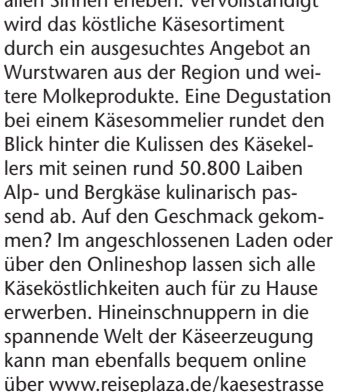 allen Sinnen erleben. Vervollständigt
wird das köstliche Käsesortiment
durch ein ausgesuchtes Angebot an
Wurstwaren aus der Region und wei-
tere Molkeprodukte. Eine Degustation
bei einem Käsesommelier rundet den
Blick hinter die Kulissen des Käsekel-
lers mit seinen rund 50.800 Laiben
Alp- und Bergkäse kulinarisch pas-
send ab. Auf den Geschmack gekom-
men? Im angeschlossenen Laden oder
über den Onlineshop lassen sich alle
Käseköstlichkeiten auch für zu Hause
erwerben. Hineinschnuppern in die
spannende Welt der Käseerzeugung
kann man ebenfalls bequem online
über www.reiseplaza.de/kaesestrasse